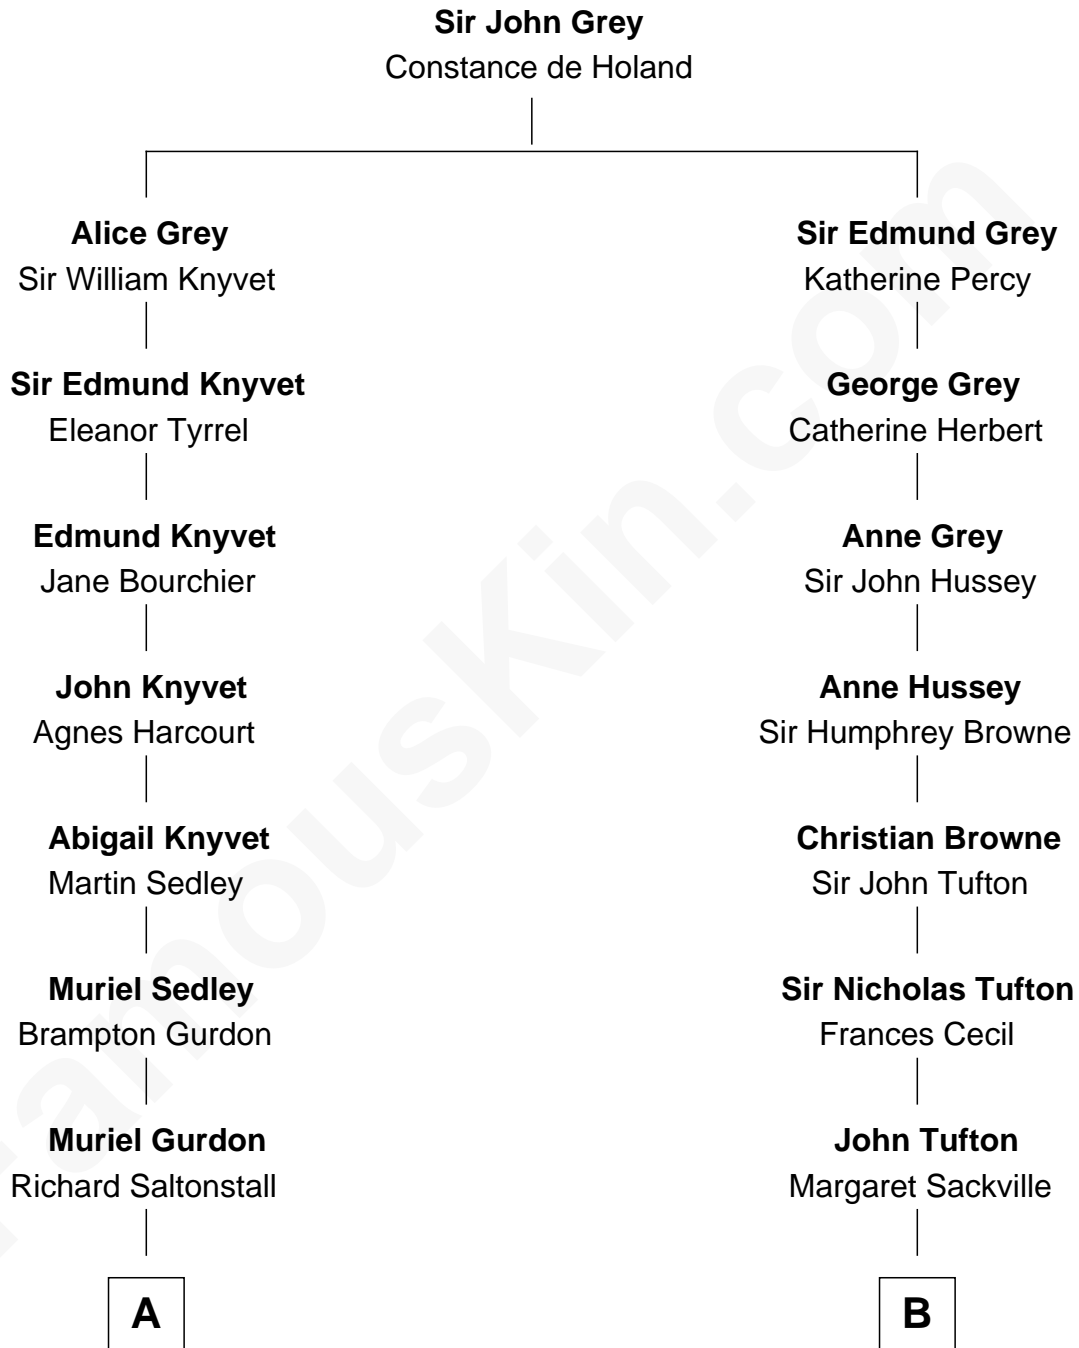 Sir John Grey
Constance de Holand
Alice Grey
Sir William Knyvet
Sir Edmund Grey
Katherine Percy
Sir Edmund Knyvet
Eleanor Tyrrel
George Grey
Catherine Herbert
Edmund Knyvet
Jane Bourchier
Anne Grey
Sir John Hussey
John Knyvet
Agnes Harcourt
Anne Hussey
Sir Humphrey Browne
Abigail Knyvet
Martin Sedley
Christian Browne
Sir John Tufton
Muriel Sedley
Brampton Gurdon
Sir Nicholas Tufton
Frances Cecil
Muriel Gurdon
Richard Saltonstall
John Tufton
Margaret Sackville
A
B
FamousKin.com